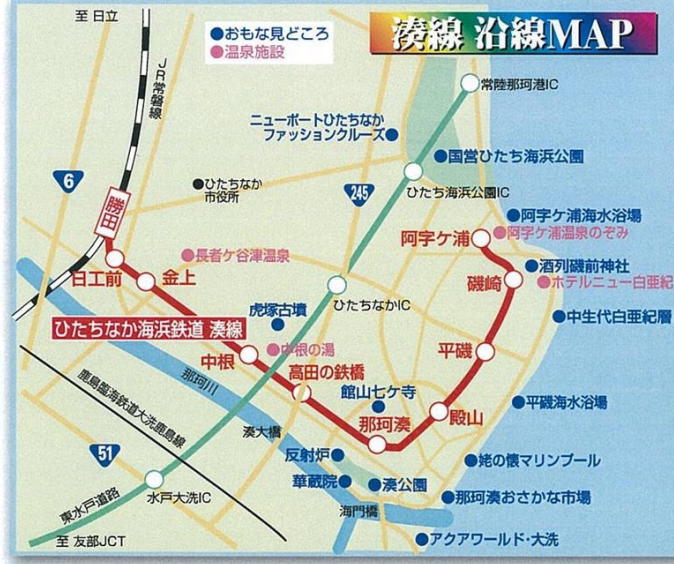 湊線 沿線MAP
至 日立
●おもな見どころ
●温泉施設
JR常磐線
常陸那珂港IC
ニューポートひたちなか
ファッションクルーズ
国営ひたち海浜公園
6
ひたちなか
市役所
245
ひたち海浜公園IC
勝田
阿字ケ浦海水浴場
阿字ケ浦
阿字ケ浦温泉のぞみ
長者ケ谷津温泉
日工前
金上
酒列磯前神社
磯崎
ホテルニュー白亜紀
ひたちなかIC
虎塚古墳
中生代白亜紀層
ひたちなか海浜鉄道 湊線
中根の湯
平磯
中根
高田の鉄橋
那珂川
館山七ケ寺
平磯海水浴場
鹿島臨海鉄道大洗鹿島線
殿山
湊大橋
那珂湊
51
反射炉
姥の懐マリンプール
水戸大洗IC
華蔵院
湊公園
那珂湊おさかな市場
東水戸道路
海門橋
至 友部JCT
アクアワールド・大洗